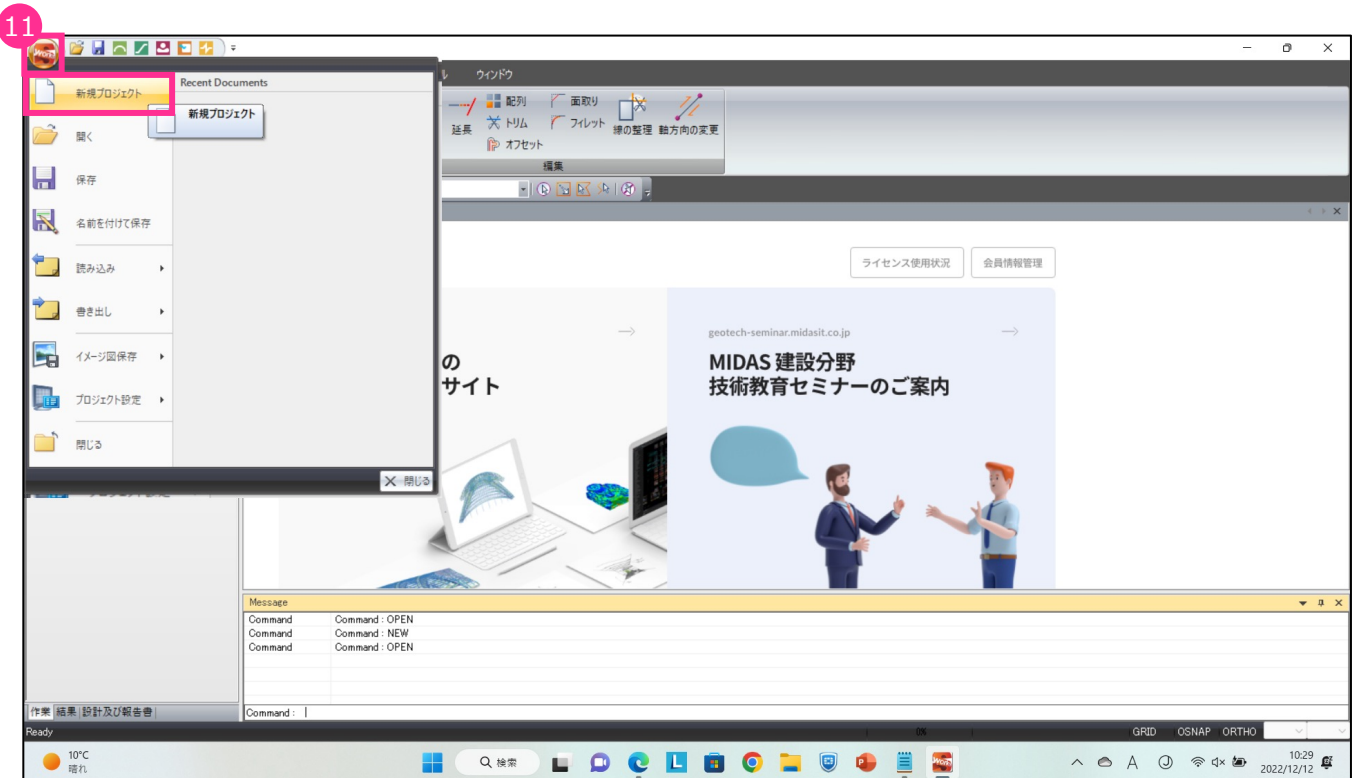 11
新規プロジェクト
Recent Documents
新規プロジェクト
開く
保存
名前を付けて保存
読み込み
書き出し
イメージ図保存
プロジェクト設定
閉じる
閉じる
ル ウィンドウ
延長
配列
トリム
オフセット
面取り
フィレット
線の整理
軸方向の変更
編集
ライセンス使用状況
会員情報管理
の
サイト
geotech-seminar.midasit.co.jp
MIDAS 建設分野
技術教育セミナーのご案内
Message
Command Command : OPEN
Command Command : NEW
Command Command : OPEN
作業 結果 設計及び報告書
Command :
Ready
0%
GRID OSNAP ORTHO
10°C
晴れ
検索
A
10:29
2022/12/12